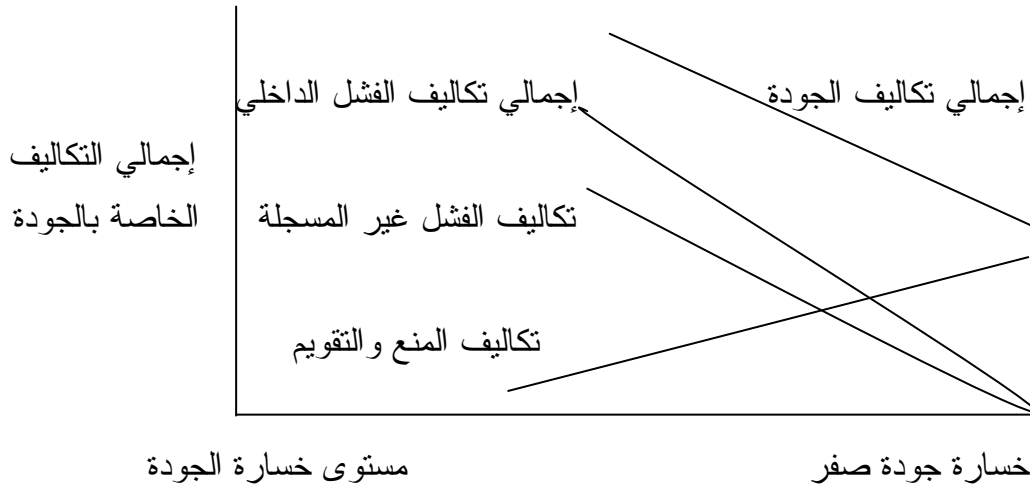 إجمالي تكاليف الجودة
إجمالي تكاليف الفشل الداخلي
إجمالي التكاليف
الخاصة بالجودة
تكاليف الفشل غير المسجلة
تكاليف المنع والتقويم
خسارة جودة صفر
مستوى خسارة الجودة